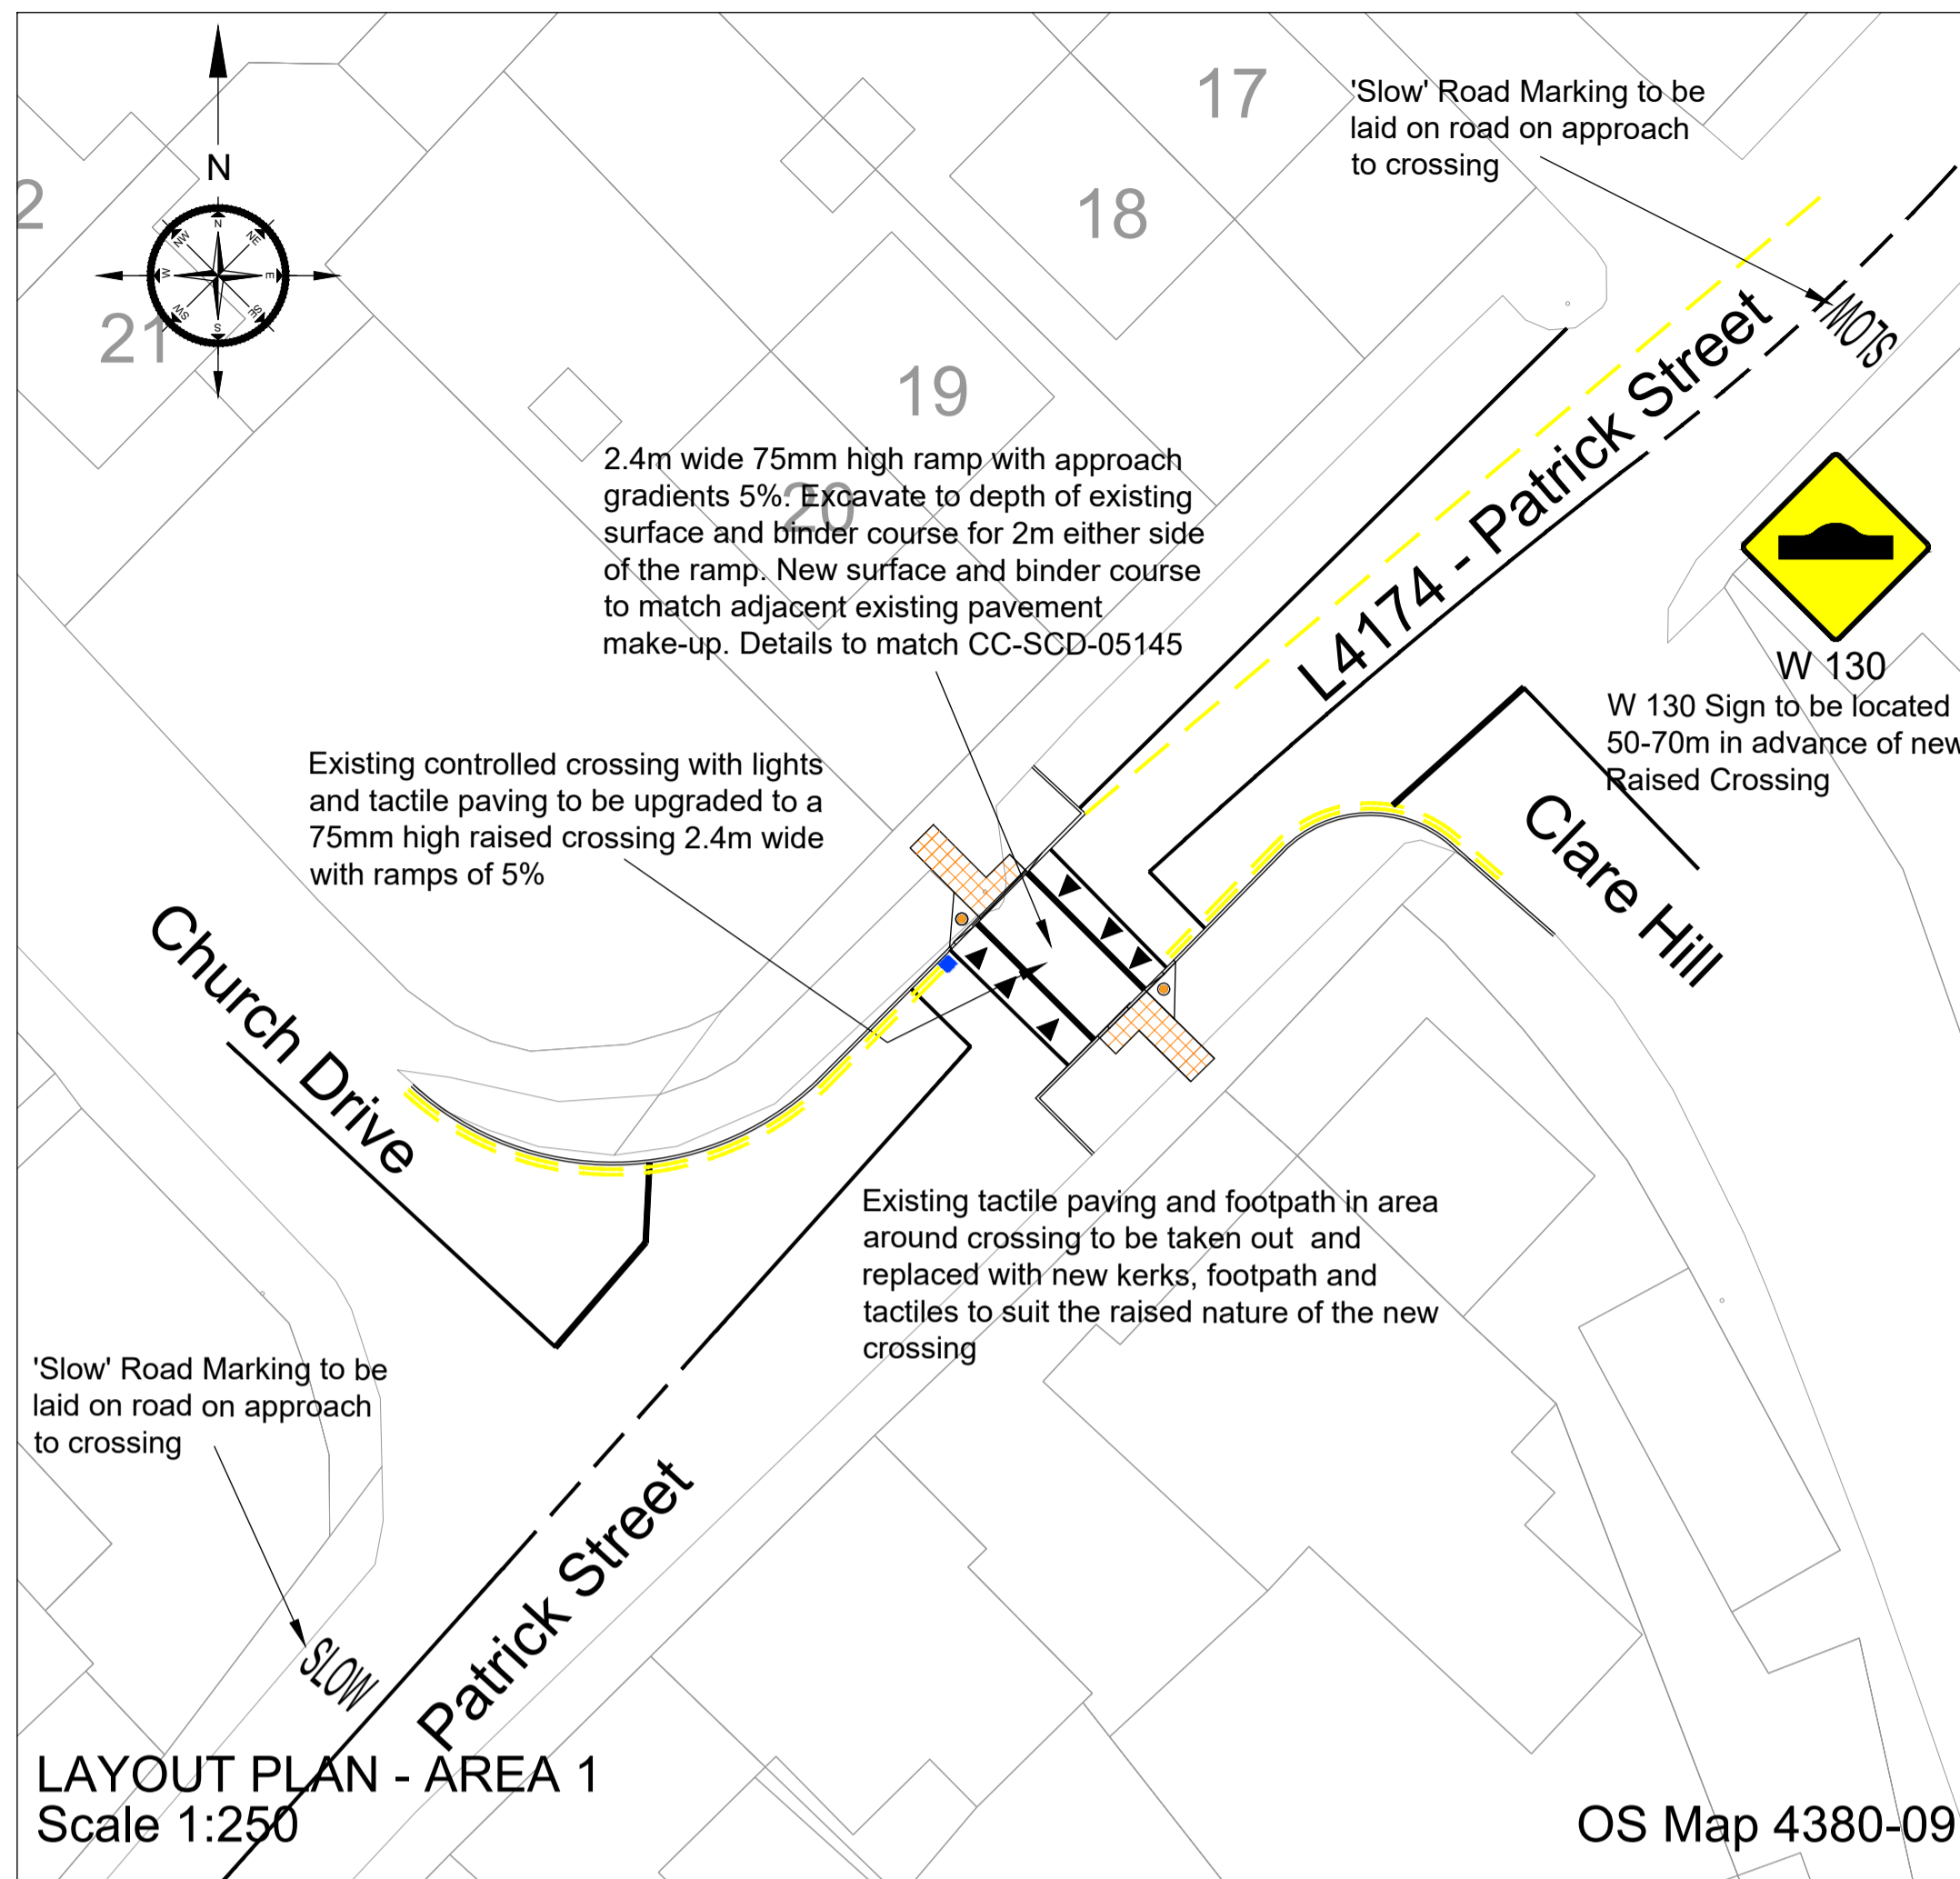 17
'Slow' Road Marking to be
laid on road on approach
to crossing
N
N
NE
E
SE
S
SW
W
NW
2
18
21
19
SLOW
L4174 - Patrick Street
20
2.4m wide 75mm high ramp with approach
gradients 5%. Excavate to depth of existing
surface and binder course for 2m either side
of the ramp. New surface and binder course
to match adjacent existing pavement
make-up. Details to match CC-SCD-05145
W 130
W 130 Sign to be located
50-70m in advance of new
Raised Crossing
Existing controlled crossing with lights
and tactile paving to be upgraded to a
75mm high raised crossing 2.4m wide
with ramps of 5%
Clare Hill
Church Drive
Existing tactile paving and footpath in area
around crossing to be taken out and
replaced with new kerks, footpath and
tactiles to suit the raised nature of the new
crossing
'Slow' Road Marking to be
laid on road on approach
to crossing
SLOW
Patrick Street
LAYOUT PLAN - AREA 1
Scale 1:250
OS Map 4380-09